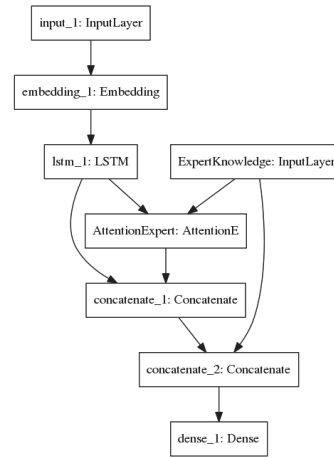 input_1: InputLayer
embedding_1: Embedding
lstm_1: LSTM
ExpertKnowledge: InputLayer
AttentionExpert: AttentionE
concatenate_1: Concatenate
concatenate_2: Concatenate
dense_1: Dense